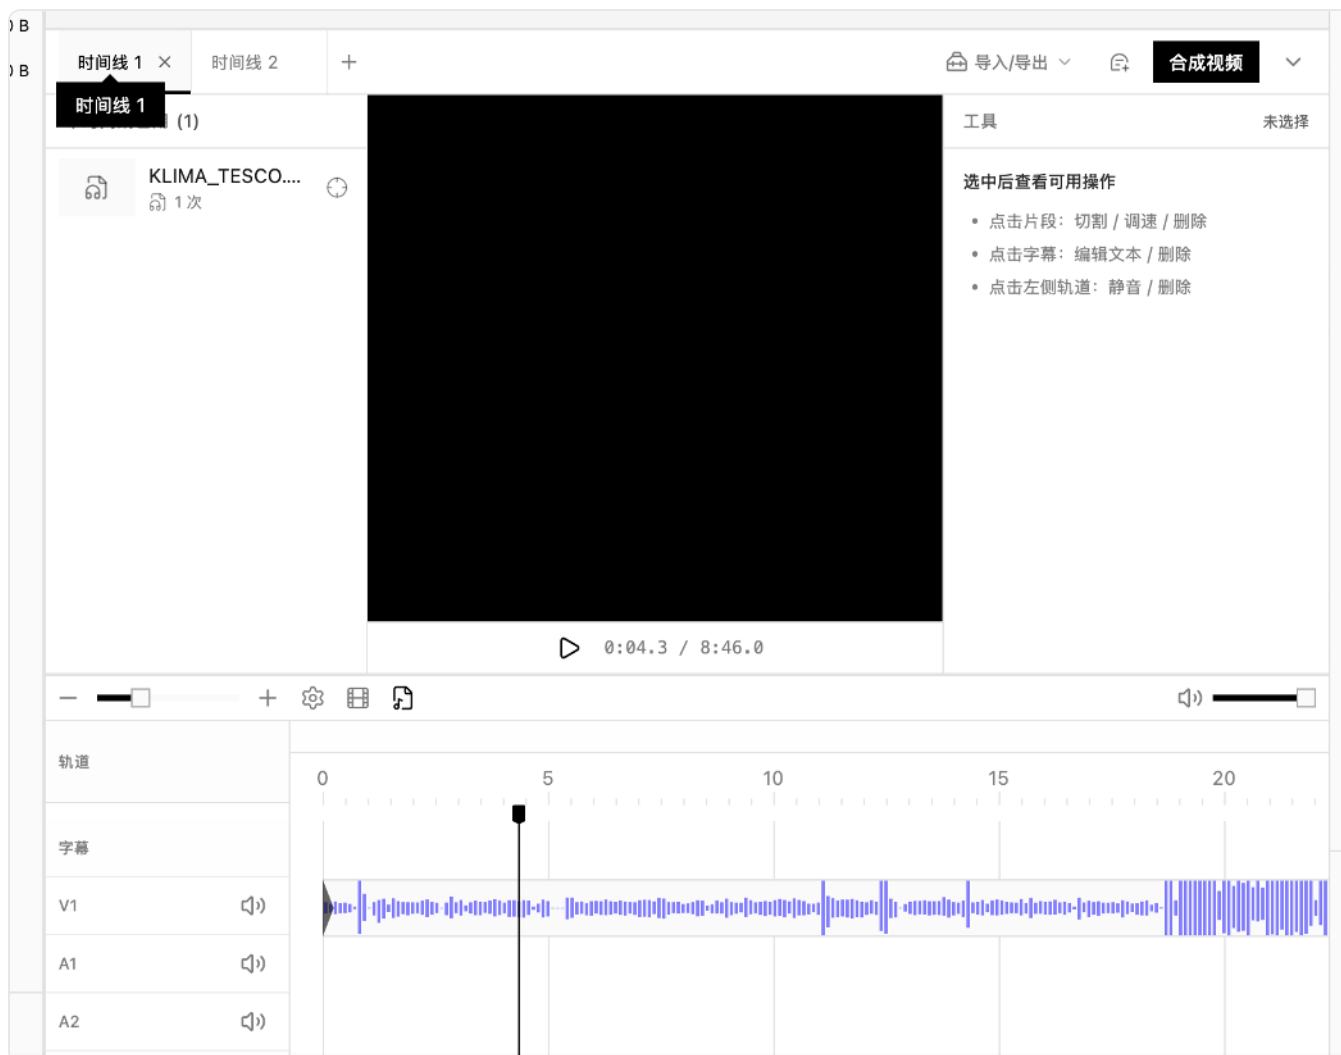 0 B
0 B
时间线 1
时间线 2
导入/导出
合成视频
时间线 1
(1)
工具
未选择
KLIMA_TESCO....
1 次
选中后查看可用操作
点击片段：切割 / 调速 / 删除
点击字幕：编辑文本 / 删除
点击左侧轨道：静音 / 删除
0:04.3 / 8:46.0
轨道
0 5 10 15 20
字幕
V1
A1
A2